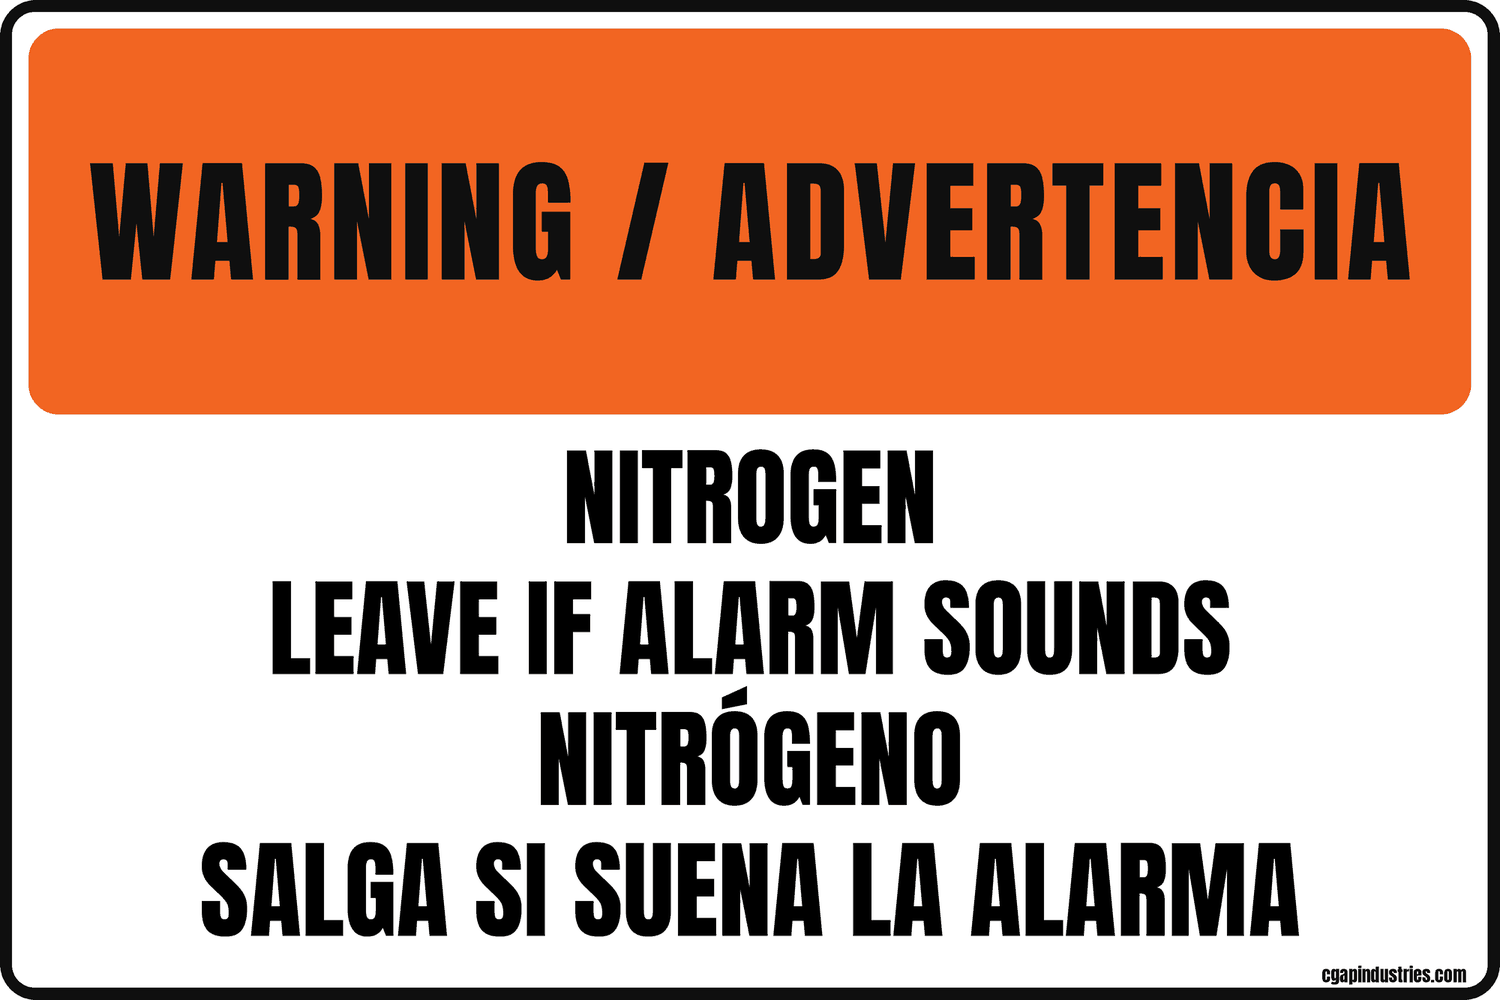 WARNING / ADVERTENCIA
NITROGEN
LEAVE IF ALARM SOUNDS
NITRÓGENO
SALGA SI SUENA LA ALARMA
cgapindustries.com